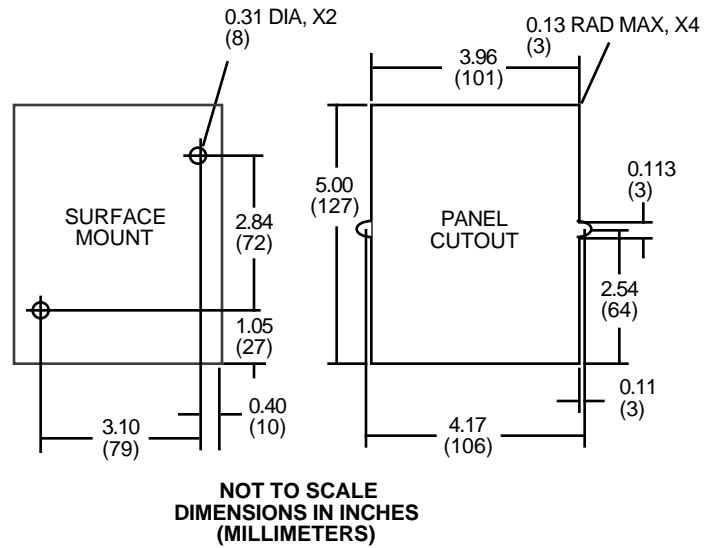 0.31 DIA, X2
(8)
0.13 RAD MAX, X4
(3)
3.96
(101)
5.00
(127)
0.113
(3)
SURFACE
MOUNT
2.84
(72)
PANEL
CUTOUT
2.54
(64)
1.05
(27)
0.40
(10)
0.11
(3)
3.10
(79)
4.17
(106)
NOT TO SCALE
DIMENSIONS IN INCHES
(MILLIMETERS)